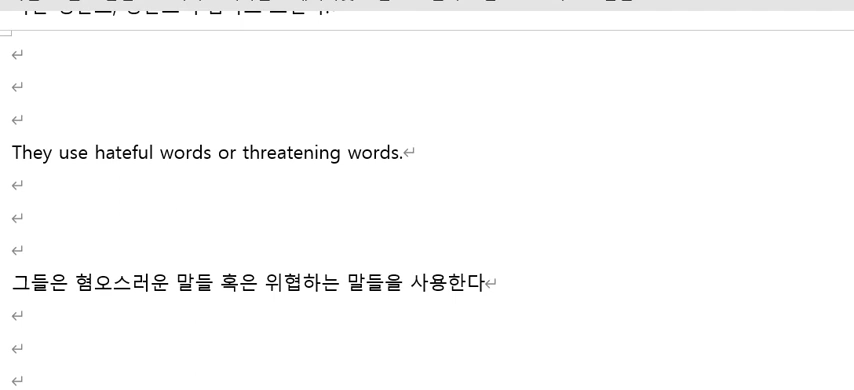 They use hateful words or threatening words.
그들은 혐오스러운 말들 혹은 위협하는 말들을 사용한다